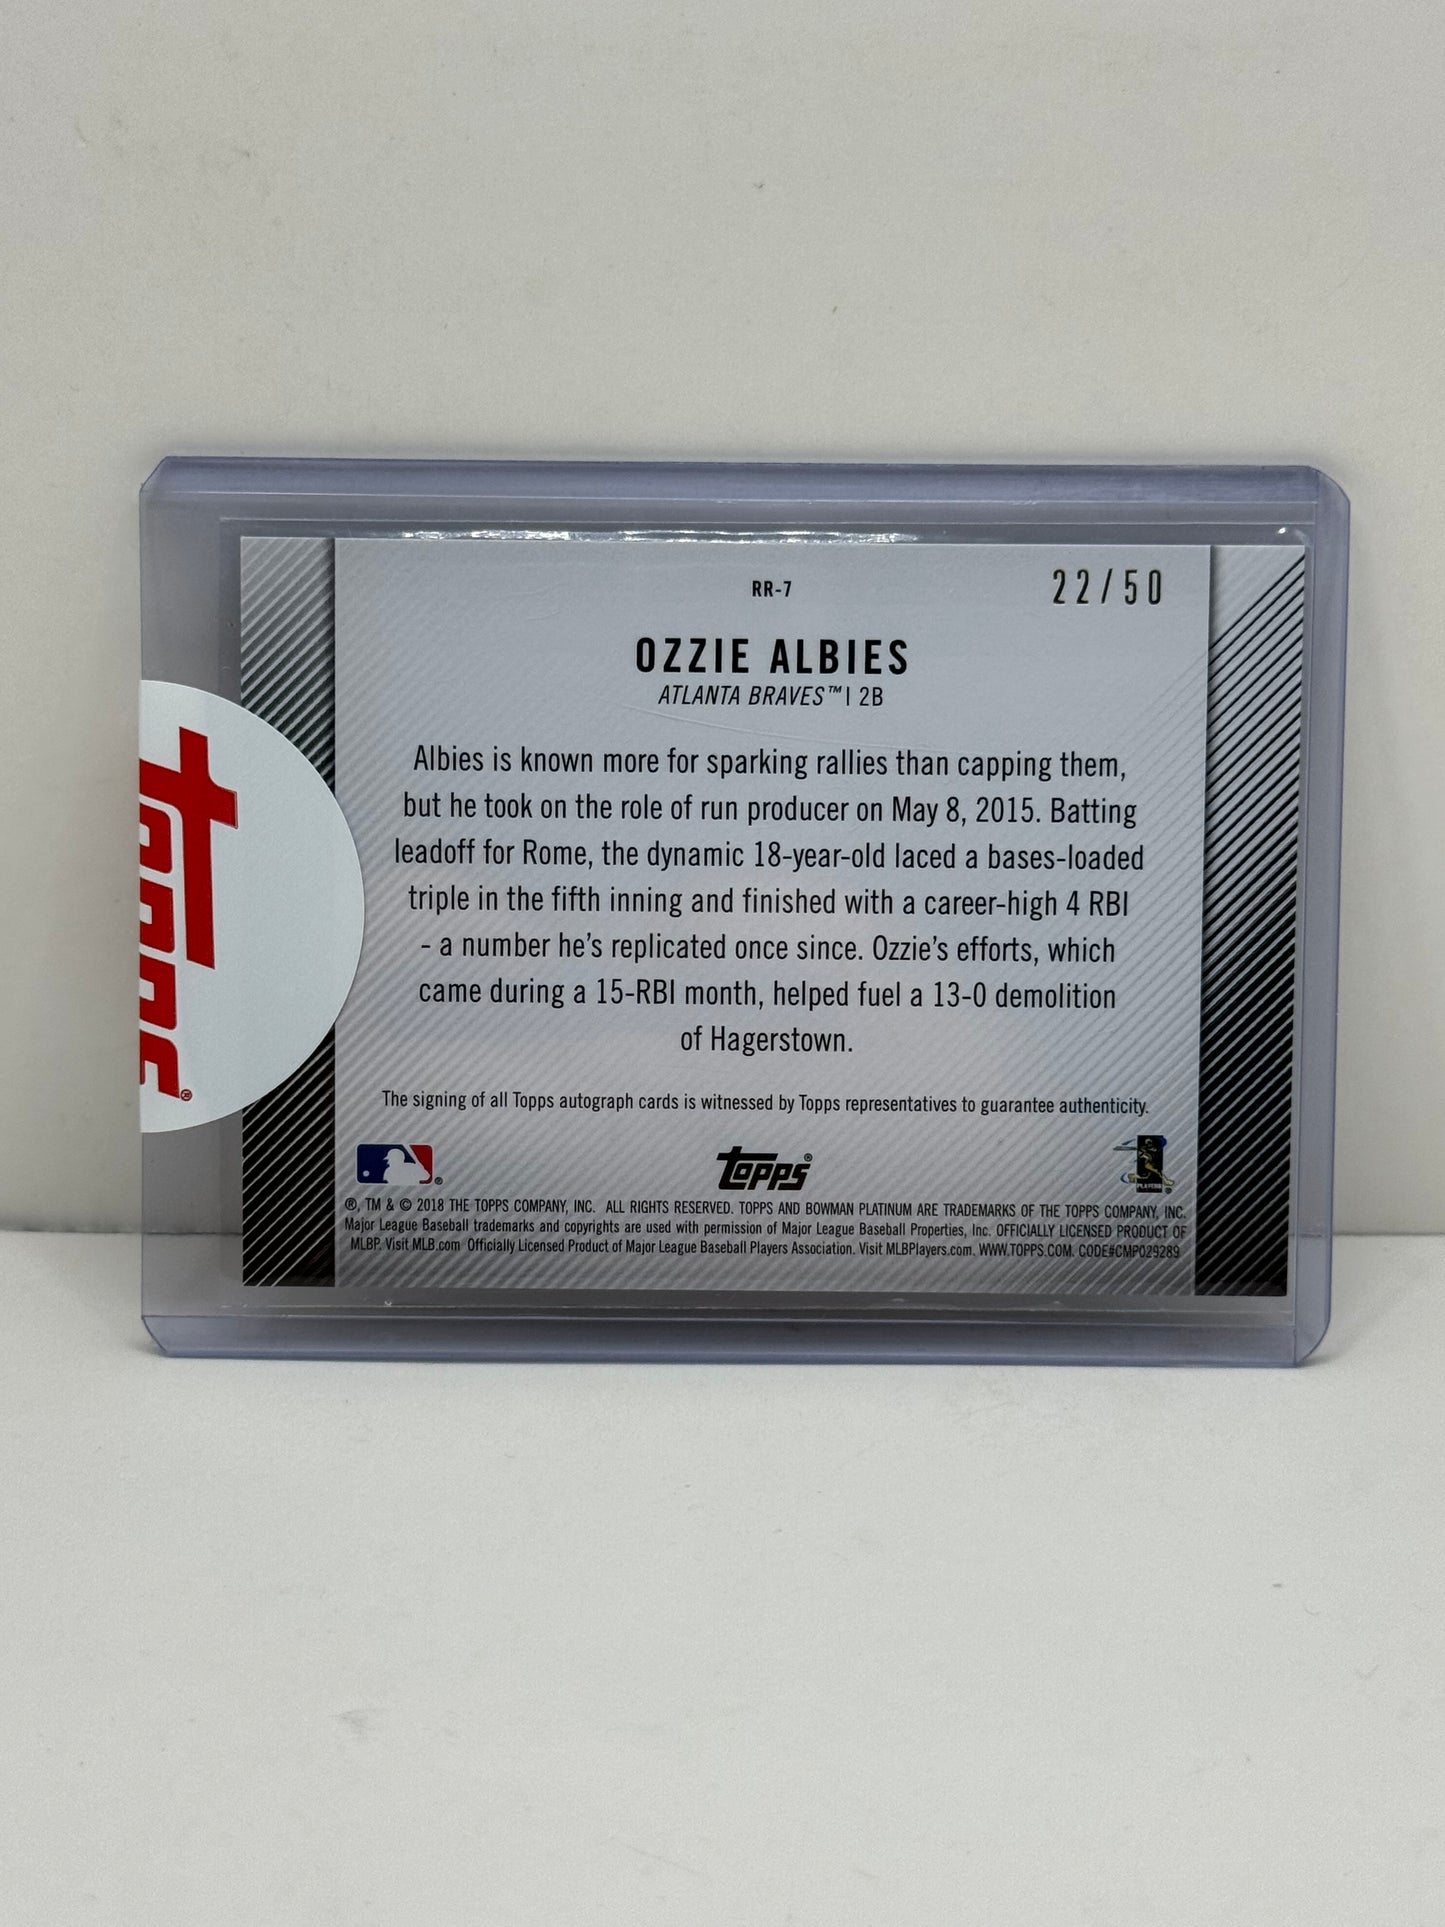 RR-7
22/50
OZZIE ALBIES
ATLANTA BRAVES™ | 2B
Albies is known more for sparking rallies than capping them,
but he took on the role of run producer on May 8, 2015. Batting
leadoff for Rome, the dynamic 18-year-old laced a bases-loaded
triple in the fifth inning and finished with a career-high 4 RBI
- a number he's replicated once since. Ozzie's efforts, which
came during a 15-RBI month, helped fuel a 13-0 demolition
of Hagerstown.
The signing of all Topps autograph cards is witnessed by Topps representatives to guarantee authenticity.
topps®
PLAYERS
®, TM & © 2018 THE TOPPS COMPANY, INC. ALL RIGHTS RESERVED. TOPPS AND BOWMAN PLATINUM ARE TRADEMARKS OF THE TOPPS COMPANY, INC.
Major League Baseball trademarks and copyrights are used with permission of Major League Baseball Properties, Inc. OFFICIALLY LICENSED PRODUCT OF
MLBP. Visit MLB.com Officially Licensed Product of Major League Baseball Players Association. Visit MLBPlayers.com. WWW.TOPPS.COM. CODE#CMP029289
topps®